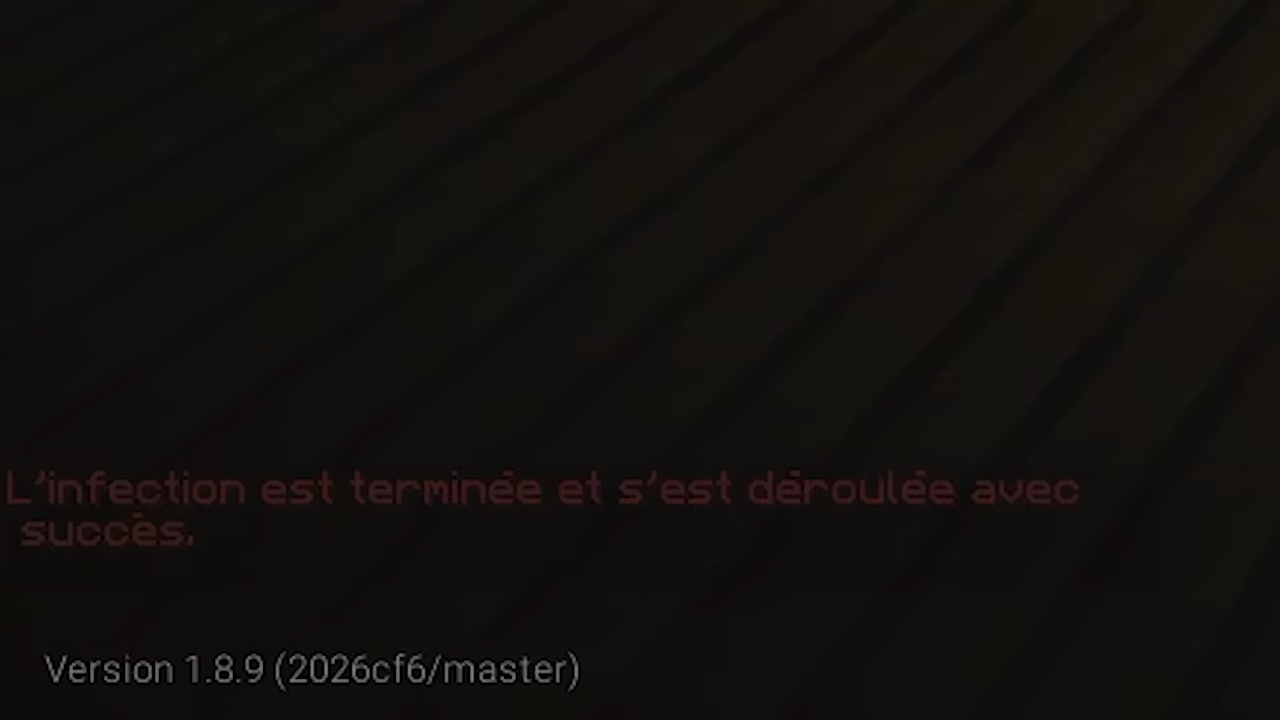 L'infection est terminée et s'est déroulée avec
succès.
Version 1.8.9 (2026cf6/master)